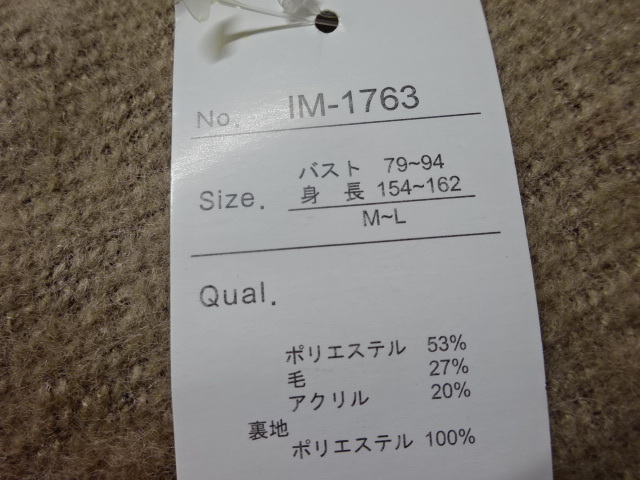 No. IM-1763
バスト 79~94
Size. 身 長 154~162
M~L
Qual.
ポリエステル 53%
毛 27%
アクリル 20%
裏地
ポリエステル 100%